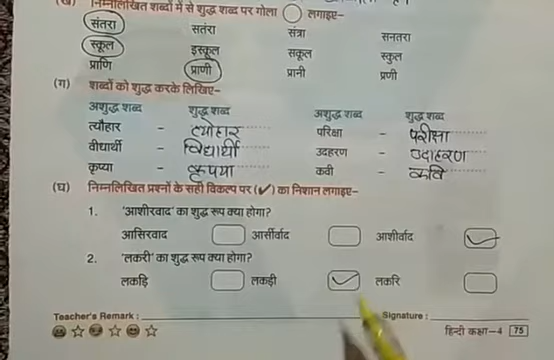 (ख) निम्नलिखित शब्दों में से शुद्ध शब्द पर गोला लगाइए–
संतरा सतंरा संत्रा सनतरा
स्कूल इस्कूल सकूल स्कुल
प्राणि प्राणी प्रानी प्रणी
(ग) शब्दों को शुद्ध करके लिखिए–
अशुद्ध शब्द शुद्ध शब्द अशुद्ध शब्द शुद्ध शब्द
त्यौहार – त्योहार परिक्षा – परीक्षा
वीद्यार्थी – विद्यार्थी उदहरण – उदाहरण
कृप्या – कृपया कवी – कवि
(घ) निम्नलिखित प्रश्नों के सही विकल्प पर (✓) का निशान लगाइए–
1. 'आशीरवाद' का शुद्ध रूप क्या होगा?
आसिरवाद आर्सीवाद आशीर्वाद ✓
2. 'लकरी' का शुद्ध रूप क्या होगा?
लकड़ि लकड़ी ✓ लकरि
Teacher's Remark : Signature :
हिन्दी कक्षा–4 75